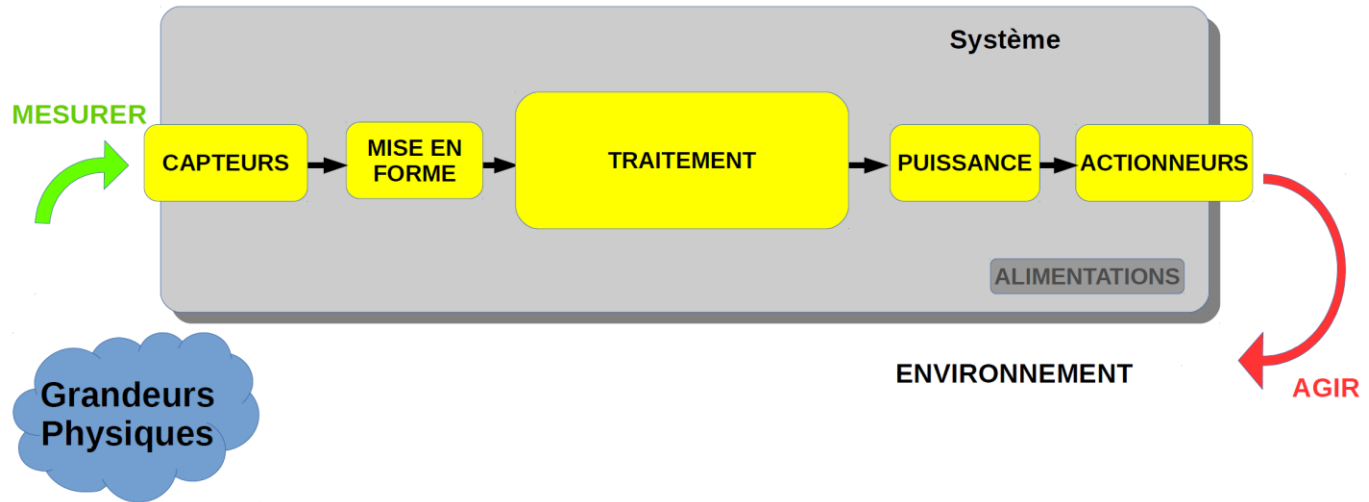 Système
MESURER
CAPTEURS
MISE EN
FORME
TRAITEMENT
PUISSANCE
ACTIONNEURS
ALIMENTATIONS
Grandeurs
Physiques
ENVIRONNEMENT
AGIR